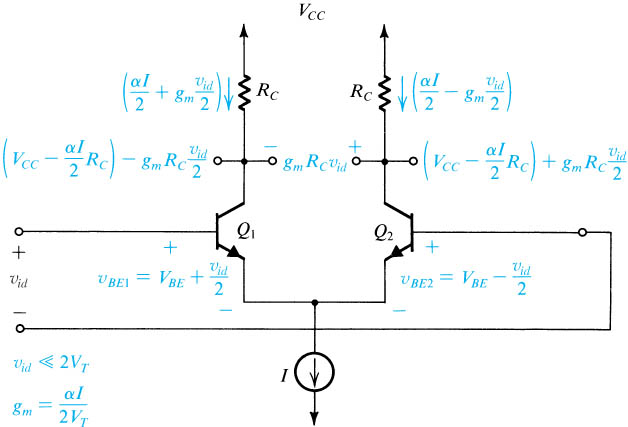 V_CC
(αI/2 + g_m v_id/2) R_C R_C (αI/2 − g_m v_id/2)
(V_CC − αI/2 R_C) − g_m R_C v_id/2 − g_m R_C v_id + (V_CC − αI/2 R_C) + g_m R_C v_id/2
Q_1 Q_2
+ + +
v_id v_BE1 = V_BE + v_id/2 v_BE2 = V_BE − v_id/2
− − −
v_id ≪ 2V_T
I
g_m = αI/2V_T